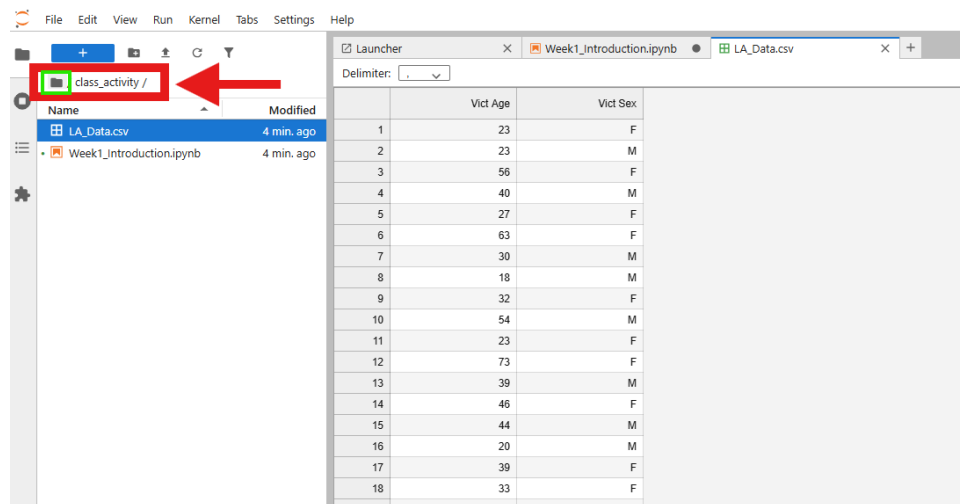 File Edit View Run Kernel Tabs Settings Help
+
Launcher Week1_Introduction.ipynb LA_Data.csv +
Delimiter: ,
class_activity /
Name Modified
LA_Data.csv 4 min. ago
Week1_Introduction.ipynb 4 min. ago
Vict Age Vict Sex
1 23 F
2 23 M
3 56 F
4 40 M
5 27 F
6 63 F
7 30 M
8 18 M
9 32 F
10 54 M
11 23 F
12 73 F
13 39 M
14 46 F
15 44 M
16 20 M
17 39 F
18 33 F